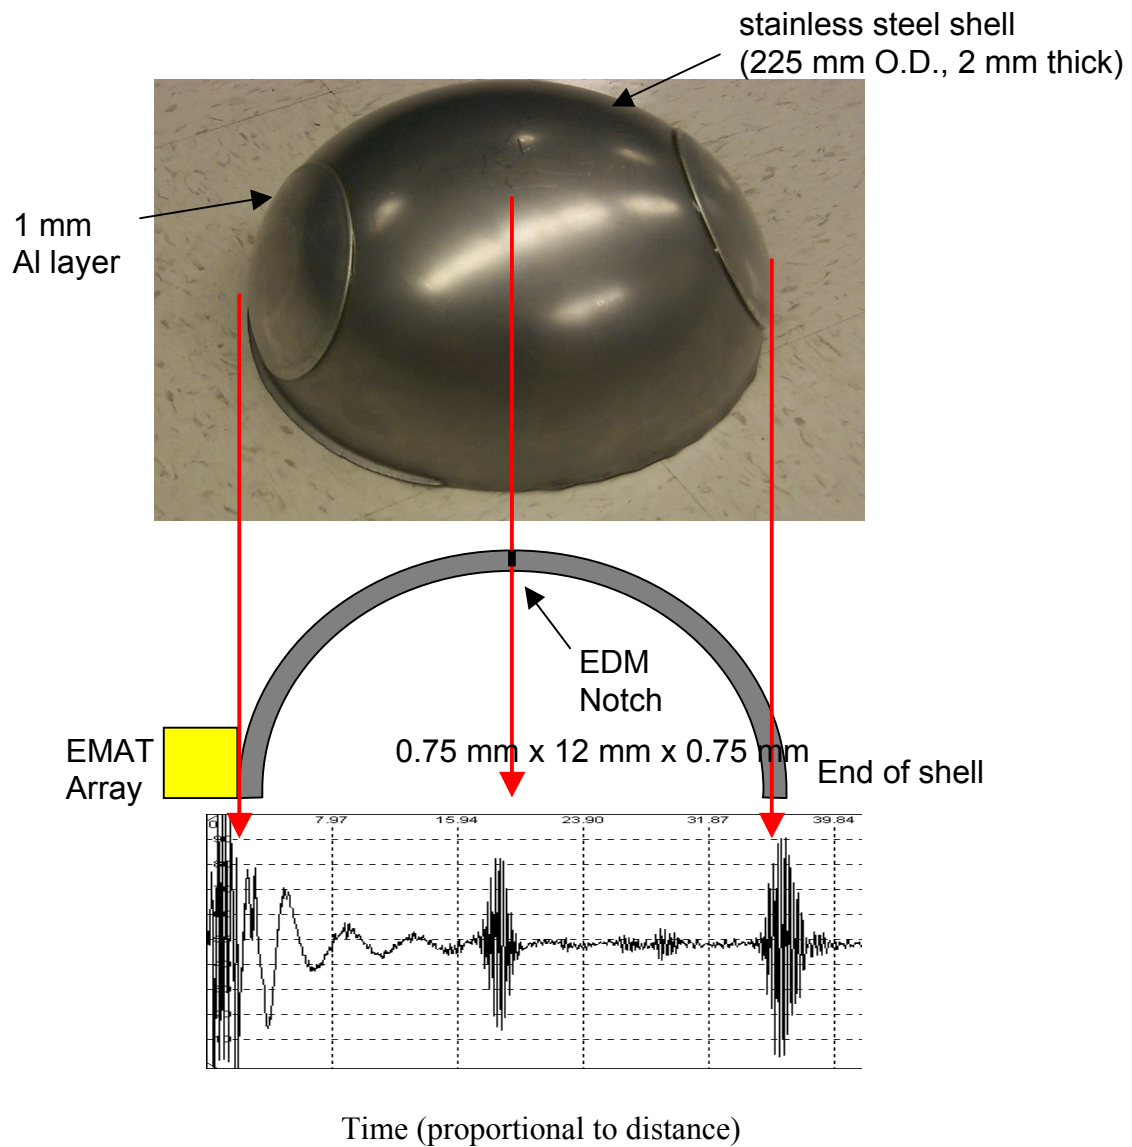 stainless steel shell
(225 mm O.D., 2 mm thick)
1 mm
Al layer
EDM
Notch
EMAT
Array
0.75 mm x 12 mm x 0.75 mm
End of shell
0 7.97 15.94 23.90 31.87 39.84
Time (proportional to distance)